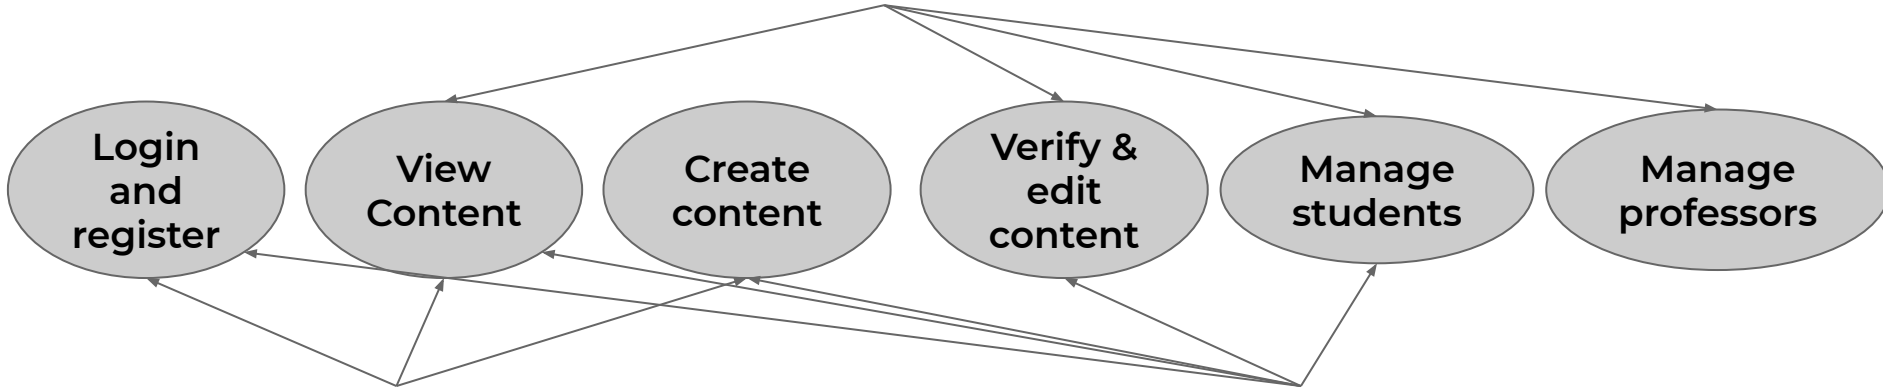 Login
and
register
View
Content
Create
content
Verify &
edit
content
Manage
students
Manage
professors